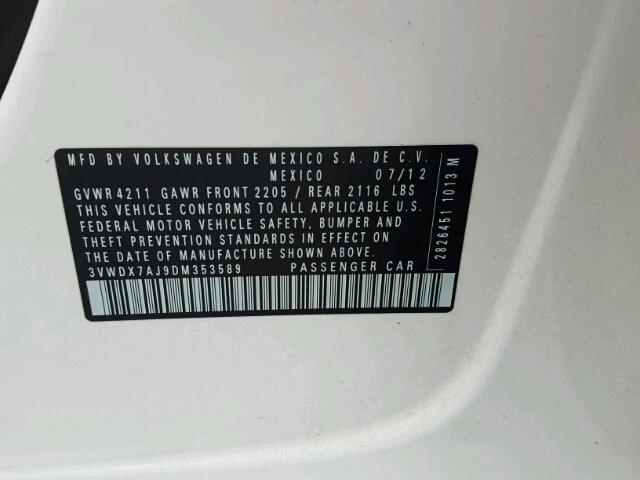 MFD BY VOLKSWAGEN DE MEXICO S.A. DE C.V.
MEXICO 07/12
GVWR 4211 GAWR FRONT 2205 / REAR 2116 LBS
THIS VEHICLE CONFORMS TO ALL APPLICABLE U.S.
FEDERAL MOTOR VEHICLE SAFETY, BUMPER AND
THEFT PREVENTION STANDARDS IN EFFECT ON
THE DATE OF MANUFACTURE SHOWN ABOVE.
3VWDX7AJ9DM353589 PASSENGER CAR
2826451 1013 M